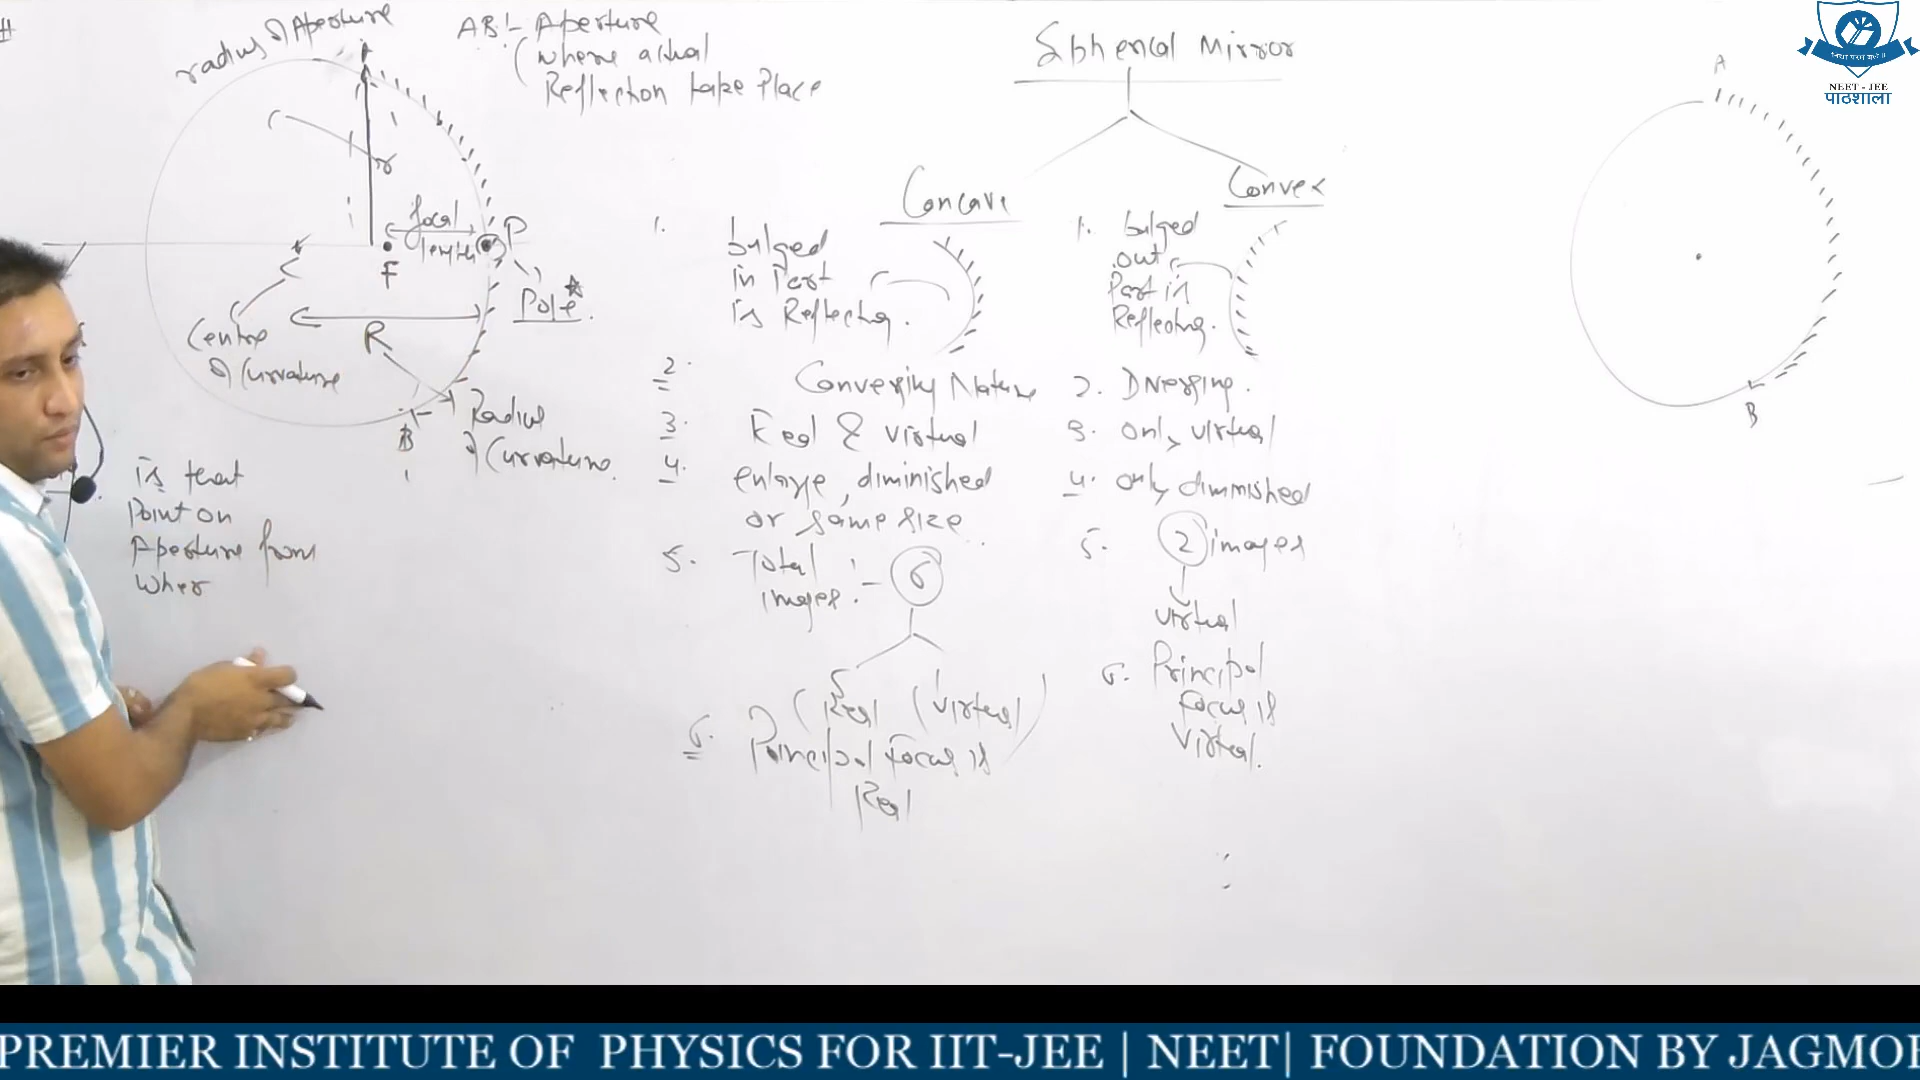 #
radius of Aperture
A
AB:- Aperture
(where actual
Reflection take Place
r
focal
length
P
F
Pole*
R
Centre
of Curvature
Radius
of Curvature
B
is that
Point on
Aperture from
Wher
Spherical Mirror
Concave
1. bulged
in Part
is Reflecting.
2. Converging Nature
3. Real & virtual
4. enlarge, diminished
or same size
5. Total
images :- 6
(Real (virtual)
6. Principal Focus is
Real
Convex
1. bulged
out
Part is
Reflecting.
2. Diverging.
3. only virtual
4. only diminished
5. 2 images
virtual
6. Principal
Focus is
Virtual.
A
B
NEET - JEE
पाठशाला
PREMIER INSTITUTE OF PHYSICS FOR IIT-JEE | NEET| FOUNDATION BY JAGMOH